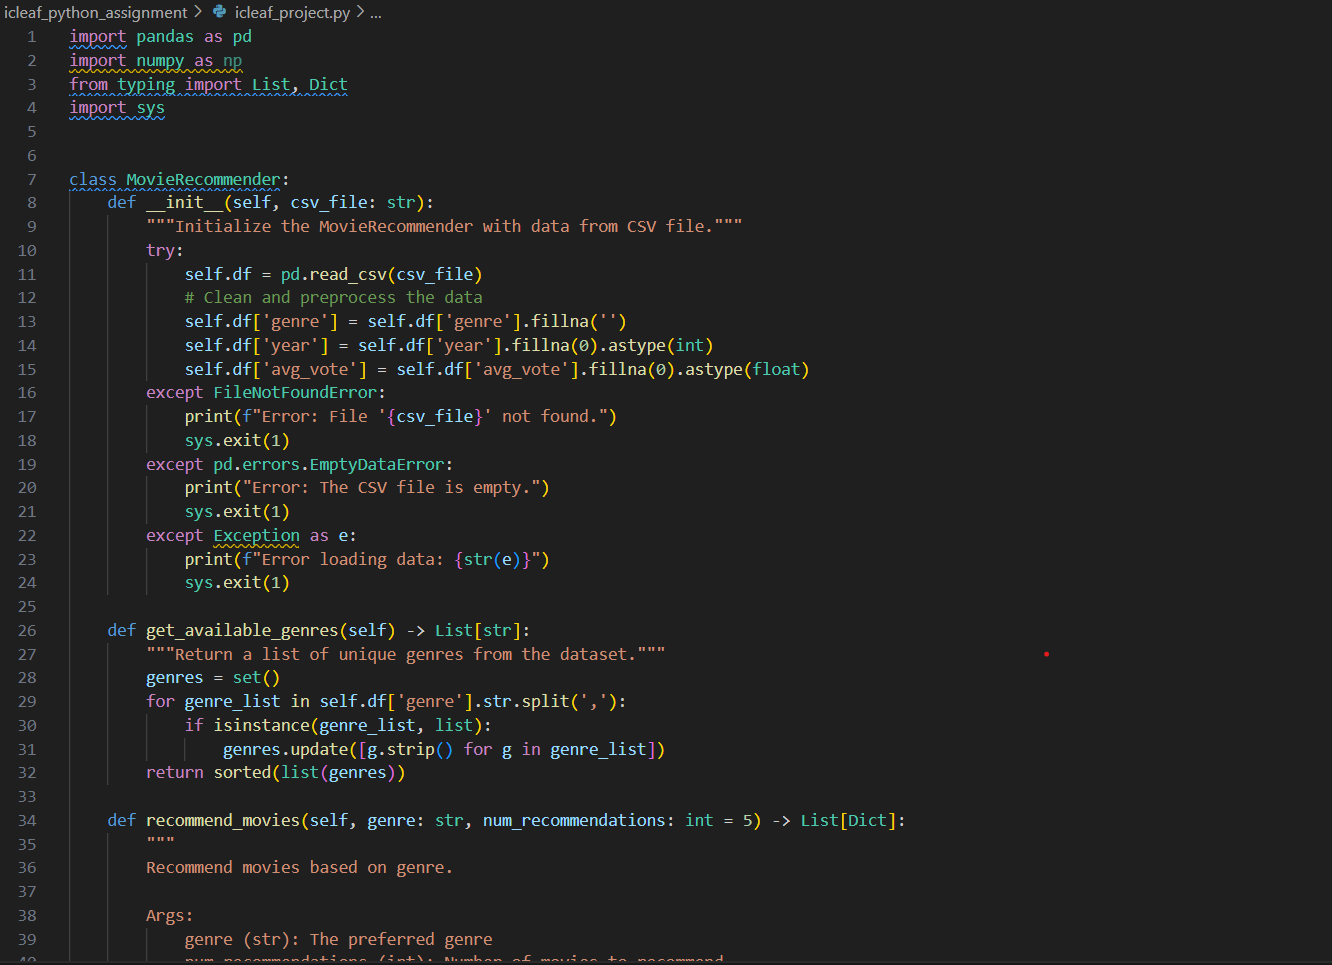 icleaf_python_assignment > icleaf_project.py > ...
1 import pandas as pd
2 import numpy as np
3 from typing import List, Dict
4 import sys
5
6
7 class MovieRecommender:
8     def __init__(self, csv_file: str):
9         """Initialize the MovieRecommender with data from CSV file."""
10         try:
11             self.df = pd.read_csv(csv_file)
12             # Clean and preprocess the data
13             self.df['genre'] = self.df['genre'].fillna('')
14             self.df['year'] = self.df['year'].fillna(0).astype(int)
15             self.df['avg_vote'] = self.df['avg_vote'].fillna(0).astype(float)
16         except FileNotFoundError:
17             print(f"Error: File '{csv_file}' not found.")
18             sys.exit(1)
19         except pd.errors.EmptyDataError:
20             print("Error: The CSV file is empty.")
21             sys.exit(1)
22         except Exception as e:
23             print(f"Error loading data: {str(e)}")
24             sys.exit(1)
25
26     def get_available_genres(self) -> List[str]:
27         """Return a list of unique genres from the dataset."""
28         genres = set()
29         for genre_list in self.df['genre'].str.split(','):
30             if isinstance(genre_list, list):
31                 genres.update([g.strip() for g in genre_list])
32         return sorted(list(genres))
33
34     def recommend_movies(self, genre: str, num_recommendations: int = 5) -> List[Dict]:
35         """
36         Recommend movies based on genre.
37
38         Args:
39             genre (str): The preferred genre
40             num_recommendations (int): Number of movies to recommend